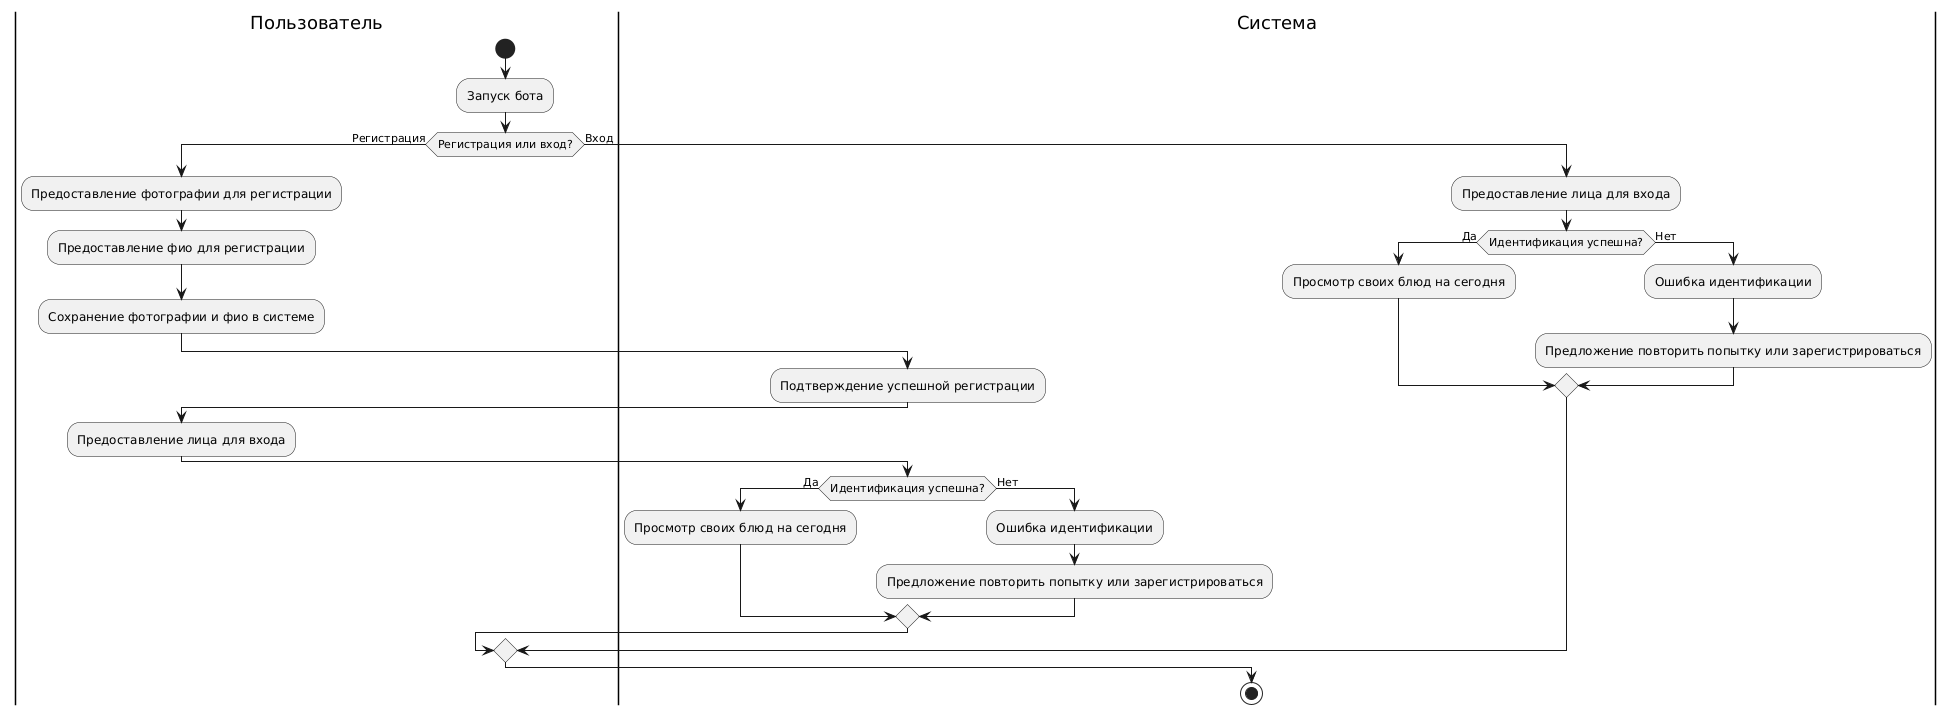 Пользователь
Система
Запуск бота
Регистрация
Регистрация или вход?
Вход
Предоставление фотографии для регистрации
Предоставление лица для входа
Предоставление фио для регистрации
Да
Идентификация успешна?
Нет
Просмотр своих блюд на сегодня
Ошибка идентификации
Сохранение фотографии и фио в системе
Предложение повторить попытку или зарегистрироваться
Подтверждение успешной регистрации
Предоставление лица для входа
Да
Идентификация успешна?
Нет
Просмотр своих блюд на сегодня
Ошибка идентификации
Предложение повторить попытку или зарегистрироваться